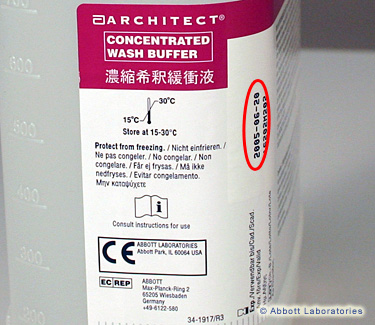 ARCHITECT®
CONCENTRATED
WASH BUFFER
濃縮希釈緩衝液
30°C
15°C
Store at 15-30°C
Protect from freezing. / Nicht einfrieren. /
Ne pas congeler. / No congelar. / Non
congelare. / Får ej frysas. / Må ikke
nedfryses. / Evitar congelamento.
Μην καταψύχετε
Consult instructions for use
CE
ABBOTT LABORATORIES
Abbott Park, IL 60064 USA
EC REP
ABBOTT
Max-Planck-Ring 2
65205 Wiesbaden
Germany
+49-6122-580
34-1917/R3
2005-06-20
© Abbott Laboratories